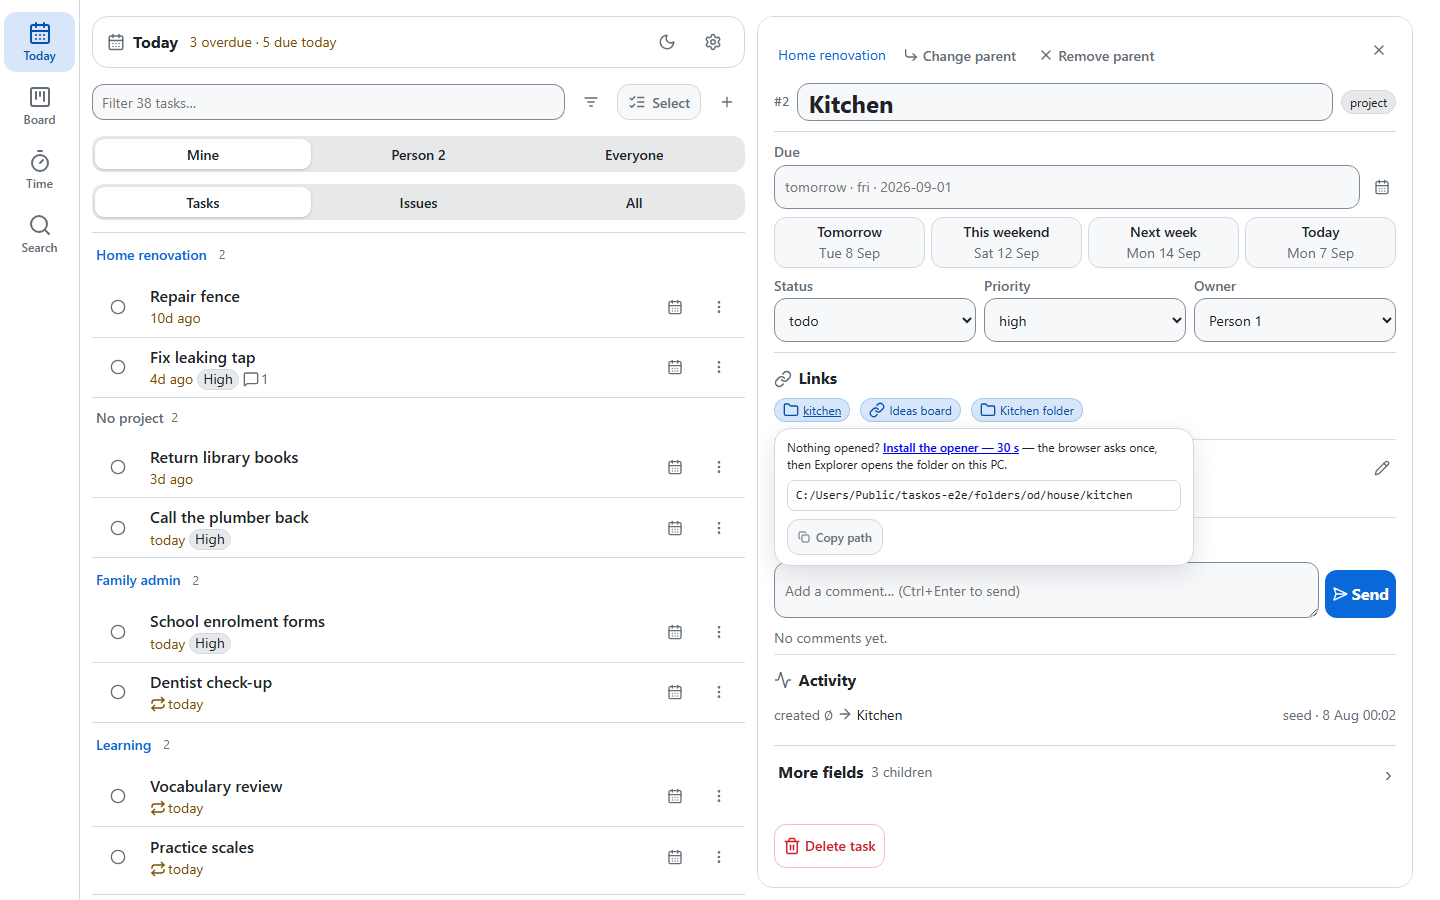 Today
Board
Time
Search
Today 3 overdue · 5 due today
Filter 38 tasks...
Select
Mine Person 2 Everyone
Tasks Issues All
Home renovation 2
Repair fence
10d ago
Fix leaking tap
4d ago High 1
No project 2
Return library books
3d ago
Call the plumber back
today High
Family admin 2
School enrolment forms
today High
Dentist check-up
today
Learning 2
Vocabulary review
today
Practice scales
today
Home renovation Change parent Remove parent
#2 Kitchen project
Due
tomorrow · fri · 2026-09-01
Tomorrow This weekend Next week Today
Tue 8 Sep Sat 12 Sep Mon 14 Sep Mon 7 Sep
Status Priority Owner
todo high Person 1
Links
kitchen Ideas board Kitchen folder
Nothing opened? Install the opener — 30 s — the browser asks once,
then Explorer opens the folder on this PC.
C:/Users/Public/taskos-e2e/folders/od/house/kitchen
Copy path
Add a comment... (Ctrl+Enter to send)
Send
No comments yet.
Activity
created ∅ → Kitchen seed · 8 Aug 00:02
More fields 3 children
Delete task